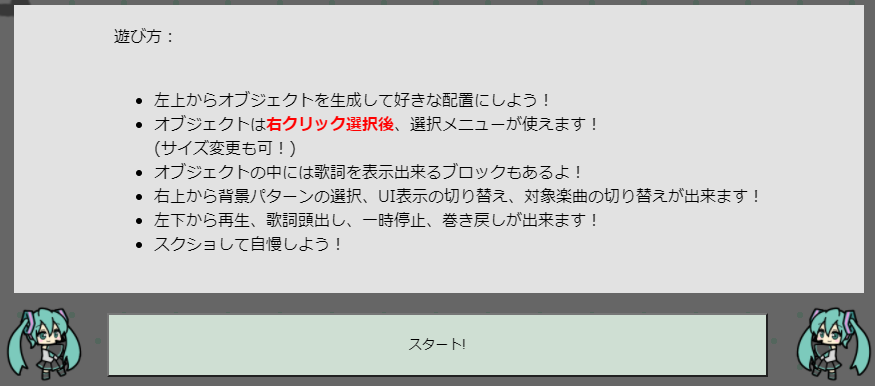 遊び方：
• 左上からオブジェクトを生成して好きな配置にしよう！
• オブジェクトは右クリック選択後、選択メニューが使えます！
(サイズ変更も可！)
• オブジェクトの中には歌詞を表示出来るブロックもあるよ！
• 右上から背景パターンの選択、UI表示の切り替え、対象楽曲の切り替えが出来ます！
• 左下から再生、歌詞頭出し、一時停止、巻き戻しが出来ます！
• スクショして自慢しよう！
スタート!